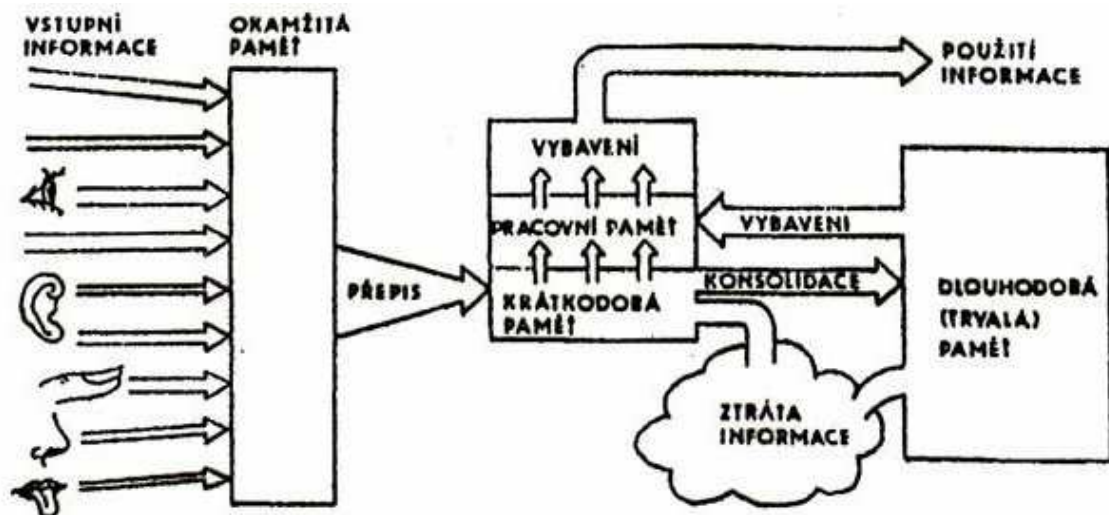 VSTUPNÍ
INFORMACE
OKAMŽITÁ
PAMĚŤ
PŘEPIS
VYBAVENÍ
PRACOVNÍ PAMĚŤ
KRÁTKODOBÁ
PAMĚŤ
POUŽITÍ
INFORMACE
VYBAVENÍ
KONSOLIDACE
DLOUHODOBÁ
(TRVALÁ)
PAMĚŤ
ZTRÁTA
INFORMACE